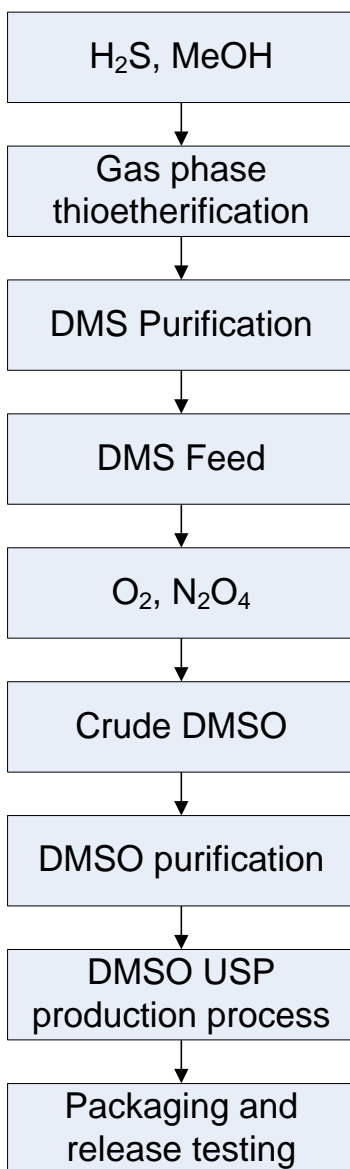 H₂S, MeOH
Gas phase
thioetherification
DMS Purification
DMS Feed
O₂, N₂O₄
Crude DMSO
DMSO purification
DMSO USP
production process
Packaging and
release testing